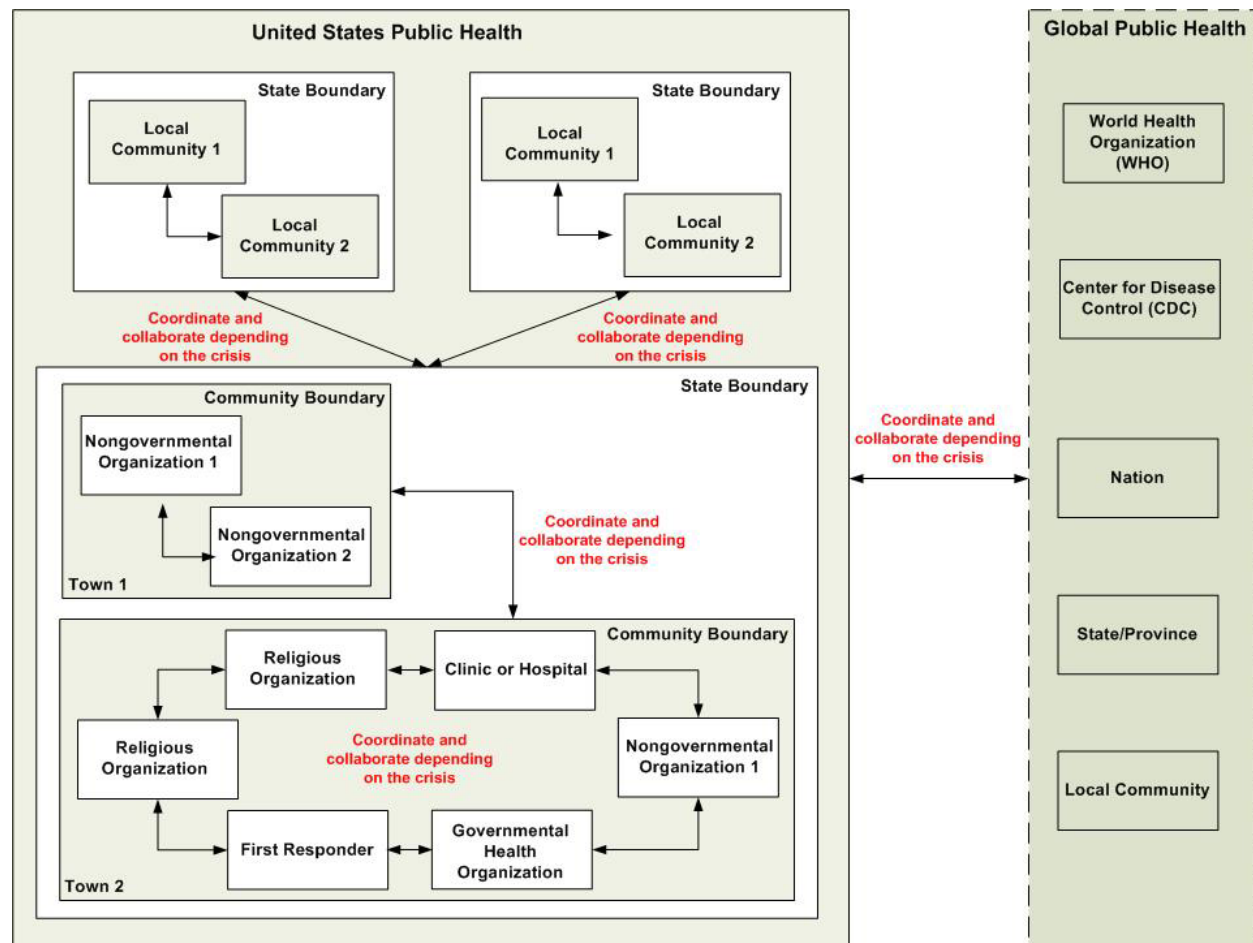 United States Public Health
State Boundary
Local
Community 1
Local
Community 2
State Boundary
Local
Community 1
Local
Community 2
Coordinate and
collaborate depending
on the crisis
Coordinate and
collaborate depending
on the crisis
State Boundary
Community Boundary
Nongovernmental
Organization 1
Nongovernmental
Organization 2
Town 1
Coordinate and
collaborate depending
on the crisis
Community Boundary
Religious
Organization
Clinic or Hospital
Religious
Organization
Coordinate and
collaborate depending
on the crisis
Nongovernmental
Organization 1
First Responder
Governmental
Health
Organization
Town 2
Coordinate and
collaborate depending
on the crisis
Global Public Health
World Health
Organization
(WHO)
Center for Disease
Control (CDC)
Nation
State/Province
Local Community